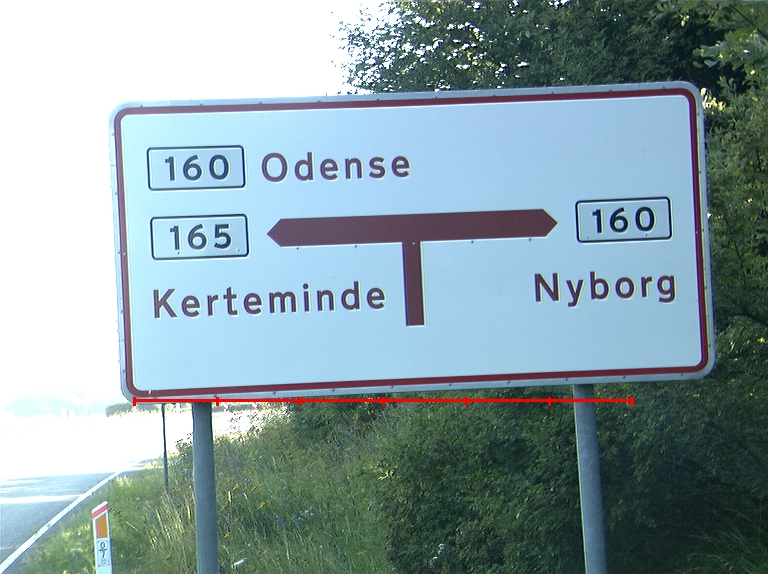 160 Odense
165
160
Kerteminde
Nyborg